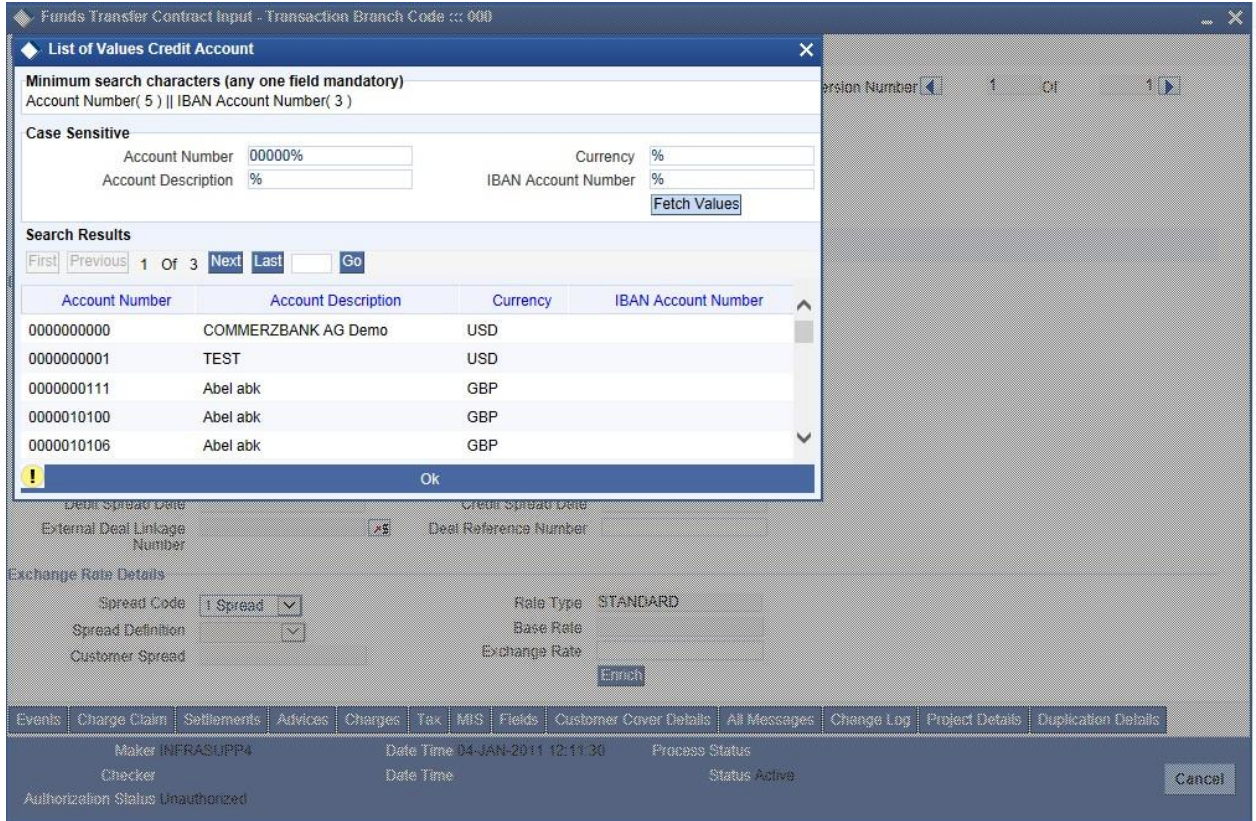 Funds Transfer Contract Input - Transaction Branch Code ::: 000
List of Values Credit Account
Minimum search characters (any one field mandatory)
Account Number( 5 ) || IBAN Account Number( 3 )
ersion Number 1 Of 1
Case Sensitive
Account Number 00000% Currency %
Account Description % IBAN Account Number %
Fetch Values
Search Results
First Previous 1 Of 3 Next Last Go
Account Number Account Description Currency IBAN Account Number
0000000000 COMMERZBANK AG Demo USD
0000000001 TEST USD
0000000111 Abel abk GBP
0000010100 Abel abk GBP
0000010106 Abel abk GBP
Ok
Debit Spread Date Credit Spread Date
External Deal Linkage Deal Reference Number
Number
Exchange Rate Details
Spread Code 1 Spread Rate Type STANDARD
Spread Definition Base Rate
Customer Spread Exchange Rate
Enrich
Events Charge Claim Settlements Advices Charges Tax MIS Fields Customer Cover Details All Messages Change Log Project Details Duplication Details
Maker INFRASUPP4 Date Time 04-JAN-2011 12:11:30 Process Status
Checker Date Time Status Active
Cancel
Authorization Status Unauthorized